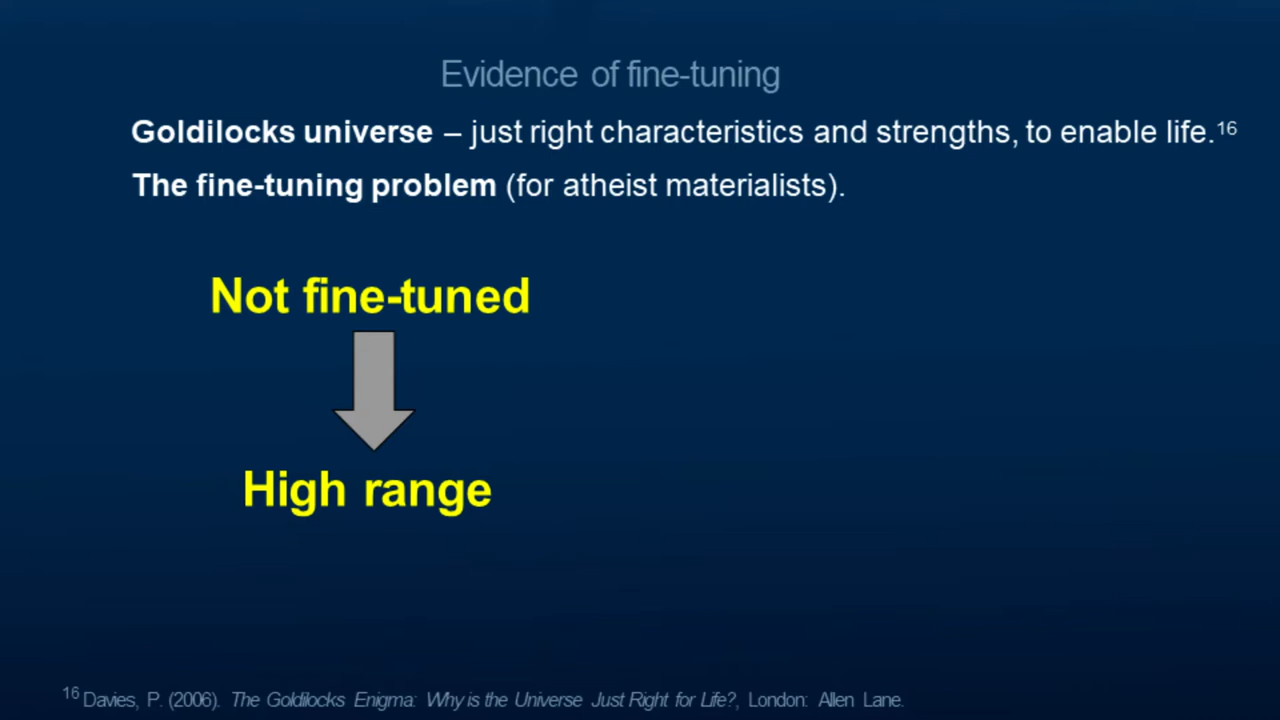 Evidence of fine-tuning
Goldilocks universe – just right characteristics and strengths, to enable life.16
The fine-tuning problem (for atheist materialists).
Not fine-tuned
High range
16 Davies, P. (2006). The Goldilocks Enigma: Why is the Universe Just Right for Life?, London: Allen Lane.